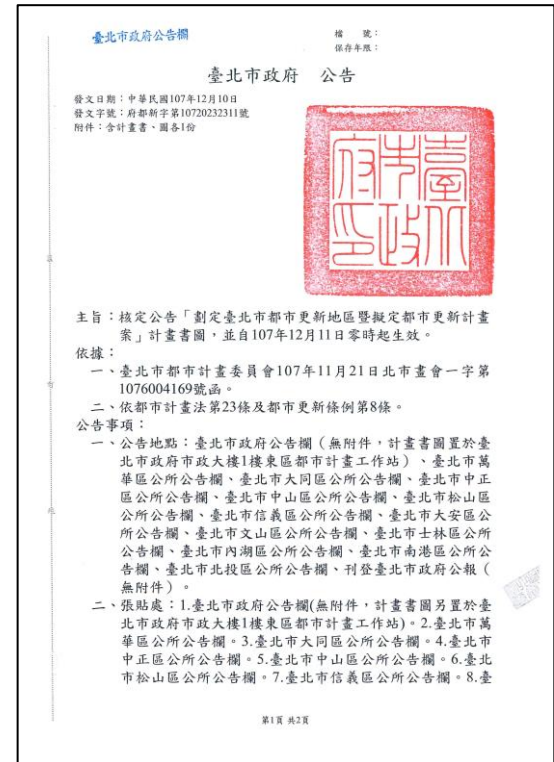 臺北市政府公告欄
檔　　號：
保存年限：
臺北市政府　公告
發文日期：中華民國107年12月10日
發文字號：府都新字第10720232311號
附件：含計畫書、圖各1份
臺北市政府印
主旨：核定公告「劃定臺北市都市更新地區暨擬定都市更新計畫
案」計畫書圖，並自107年12月11日零時起生效。
依據：
一、臺北市都市計畫委員會107年11月21日北市畫會一字第
1076004169號函。
二、依都市計畫法第23條及都市更新條例第8條。
公告事項：
一、公告地點：臺北市政府公告欄（無附件，計畫書圖置於臺
北市政府市政大樓1樓東區都市計畫工作站）、臺北市萬
華區公所公告欄、臺北市大同區公所公告欄、臺北市中正
區公所公告欄、臺北市中山區公所公告欄、臺北市松山區
公所公告欄、臺北市信義區公所公告欄、臺北市大安區公
所公告欄、臺北市文山區公所公告欄、臺北市士林區公所
公告欄、臺北市內湖區公所公告欄、臺北市南港區公所公
告欄、臺北市北投區公所公告欄、刊登臺北市政府公報（
無附件）。
二、張貼處：1.臺北市政府公告欄(無附件，計畫書圖另置於臺
北市政府市政大樓1樓東區都市計畫工作站)。2.臺北市萬
華區公所公告欄。3.臺北市大同區公所公告欄。4.臺北市
中正區公所公告欄。5.臺北市中山區公所公告欄。6.臺北
市松山區公所公告欄。7.臺北市信義區公所公告欄。8.臺
第1頁 共2頁